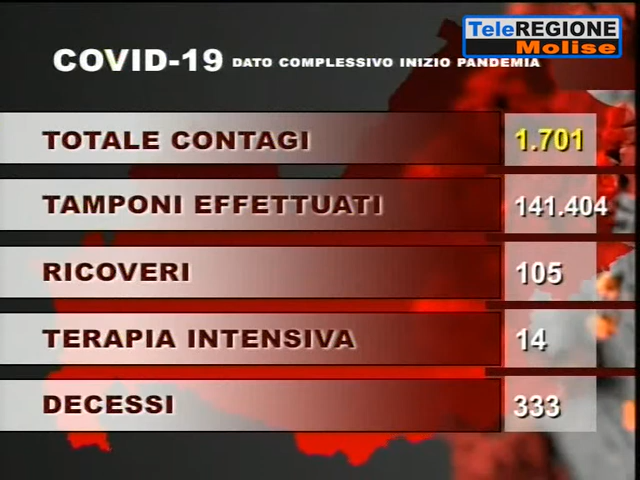 TeleREGIONE
Molise
COVID-19 DATO COMPLESSIVO INIZIO PANDEMIA
TOTALE CONTAGI 1.701
TAMPONI EFFETTUATI 141.404
RICOVERI 105
TERAPIA INTENSIVA 14
DECESSI 333